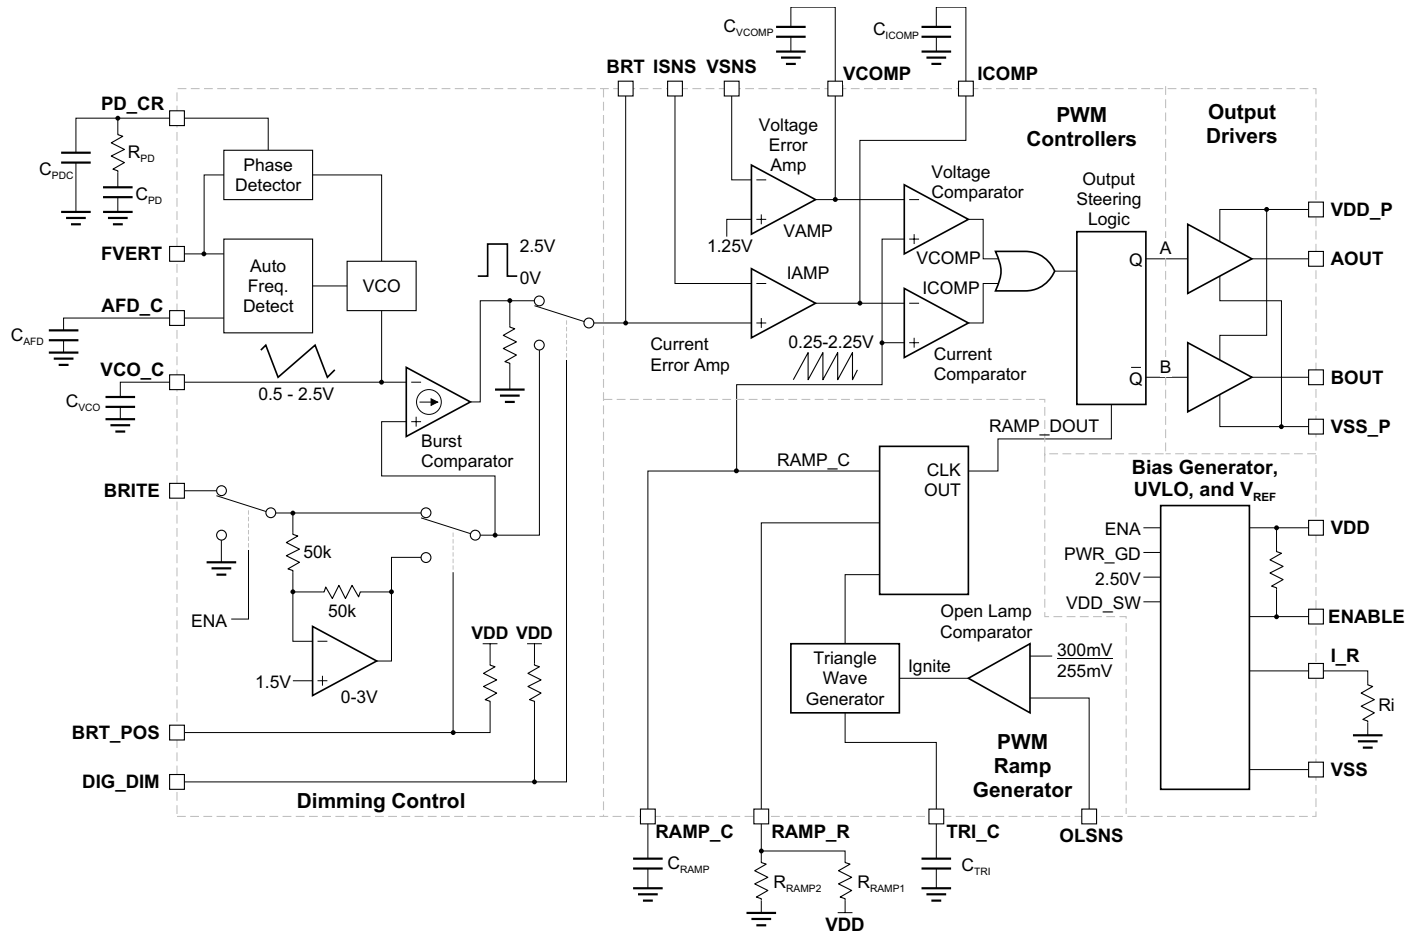 C_VCOMP
C_ICOMP
BRT ISNS VSNS VCOMP ICOMP
PD_CR
R_PD
C_PDC
C_PD
Phase
Detector
FVERT
Auto
Freq.
Detect
VCO
AFD_C
C_AFD
VCO_C
C_VCO
0.5 - 2.5V
2.5V
0V
−
+
Burst
Comparator
BRITE
50k
50k
ENA
−
+
1.5V
0-3V
VDD VDD
BRT_POS
DIG_DIM
Dimming Control
Voltage
Error
Amp
−
+
1.25V
VAMP
IAMP
−
+
Current
Error Amp
PWM
Controllers
Voltage
Comparator
−
+
VCOMP
ICOMP
−
+
0.25-2.25V
Current
Comparator
Output
Steering
Logic
Q
Q̅
RAMP_DOUT
Output
Drivers
A
B
VDD_P
AOUT
BOUT
VSS_P
RAMP_C
CLK
OUT
Open Lamp
Comparator
300mV
255mV
Ignite
Triangle
Wave
Generator
PWM
Ramp
Generator
RAMP_C RAMP_R TRI_C OLSNS
C_RAMP
R_RAMP2
R_RAMP1
VDD
C_TRI
Bias Generator,
UVLO, and V_REF
ENA
PWR_GD
2.50V
VDD_SW
VDD
ENABLE
I_R
Ri
VSS